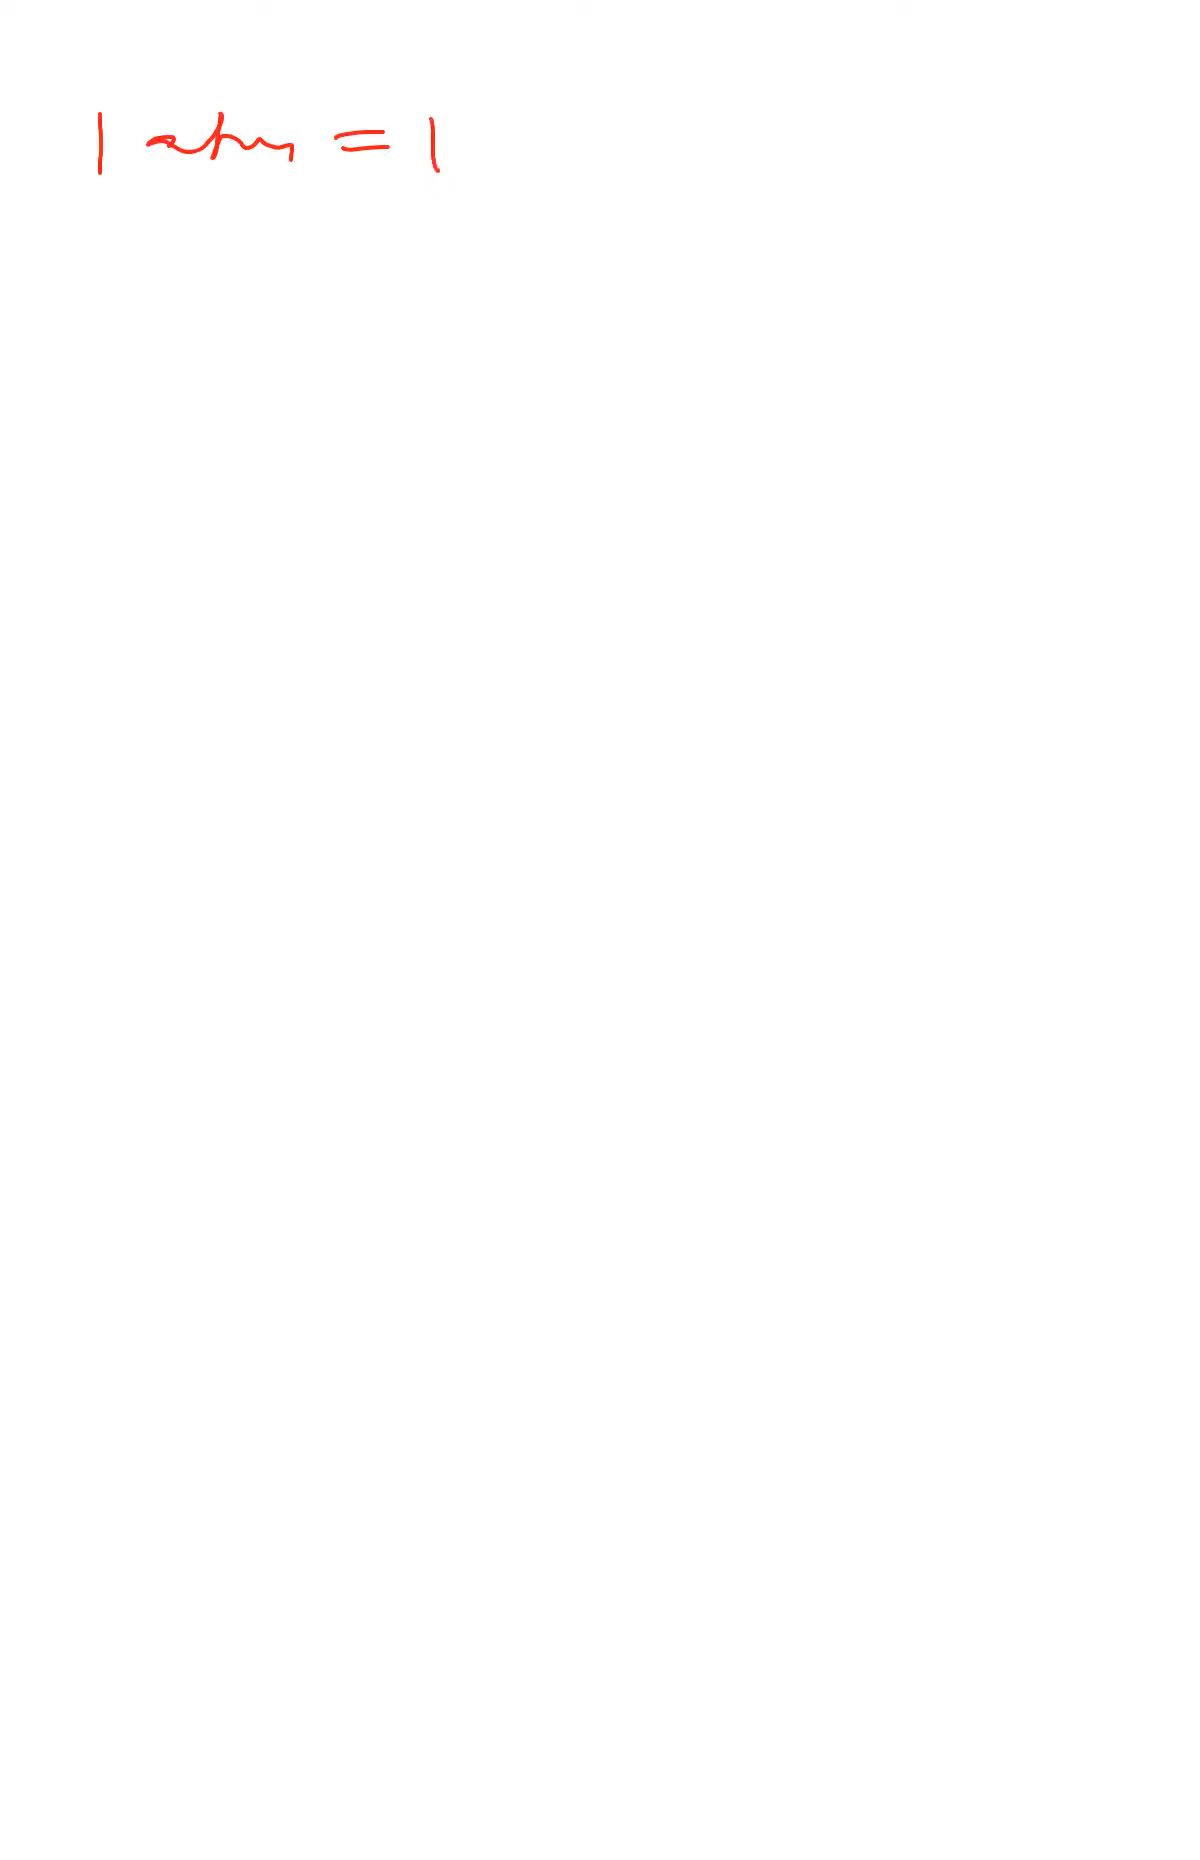 1 atm = 1